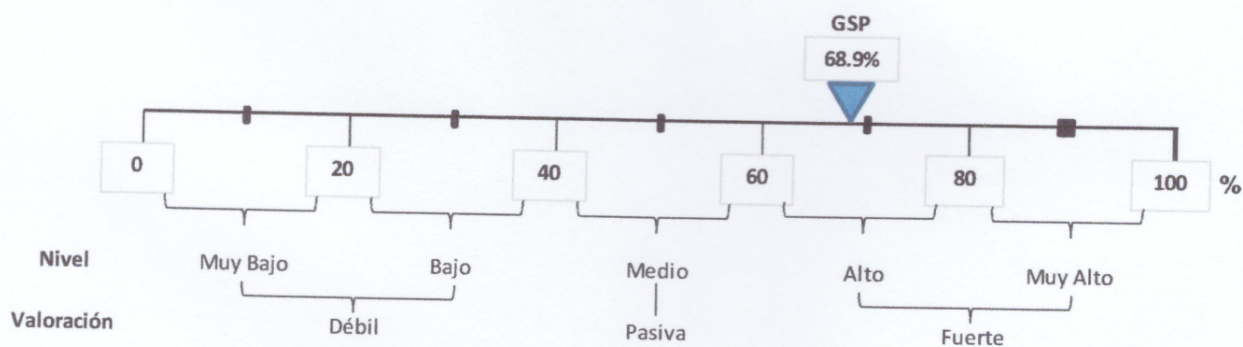 GSP
68.9%
0 20 40 60 80 100 %
Nivel Muy Bajo Bajo Medio Alto Muy Alto
Valoración Débil Pasiva Fuerte